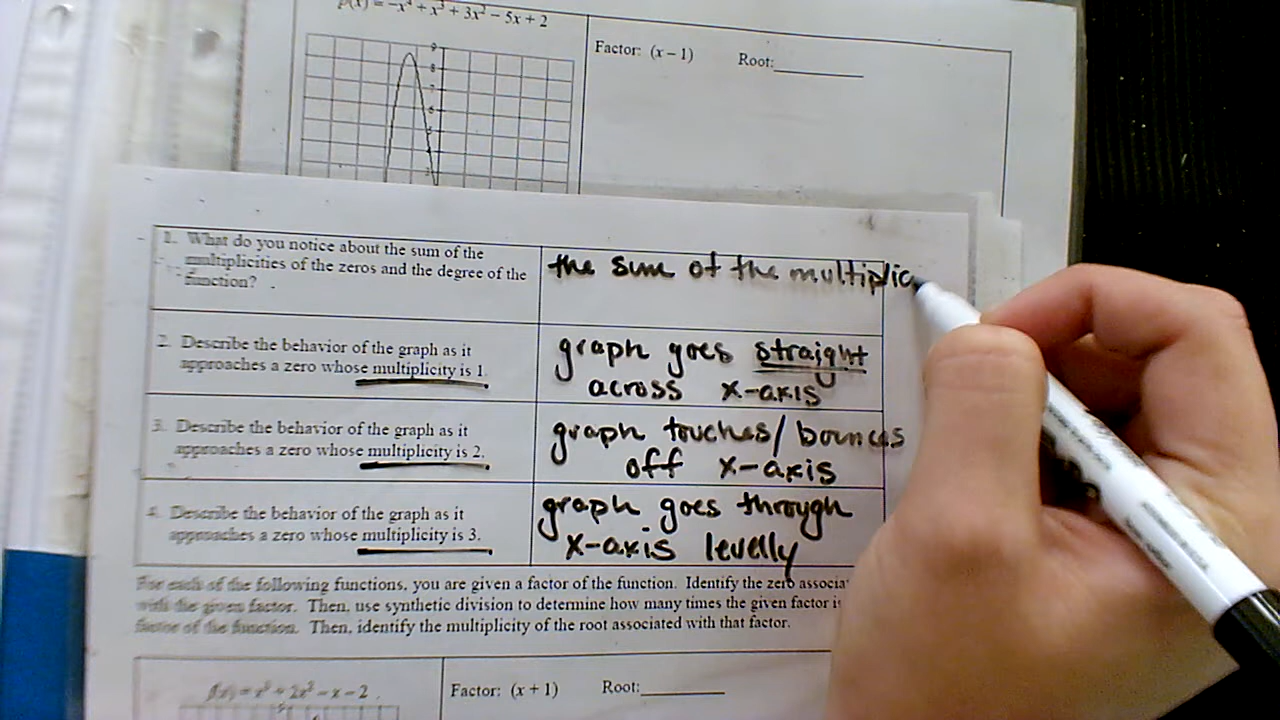 p(x) = -x⁴ + x³ + 3x² - 5x + 2
Factor: (x – 1) Root:
9
8
7
6
1. What do you notice about the sum of the
multiplicities of the zeros and the degree of the
function?
the sum of the multiplic
2. Describe the behavior of the graph as it
approaches a zero whose multiplicity is 1.
graph goes straight
across x-axis
3. Describe the behavior of the graph as it
approaches a zero whose multiplicity is 2.
graph touches/bounces
off x-axis
4. Describe the behavior of the graph as it
approaches a zero whose multiplicity is 3.
graph goes through
x-axis levelly
For each of the following functions, you are given a factor of the function. Identify the zero associa
with the given factor. Then, use synthetic division to determine how many times the given factor i
factor of the function. Then, identify the multiplicity of the root associated with that factor.
Factor: (x + 1) Root: